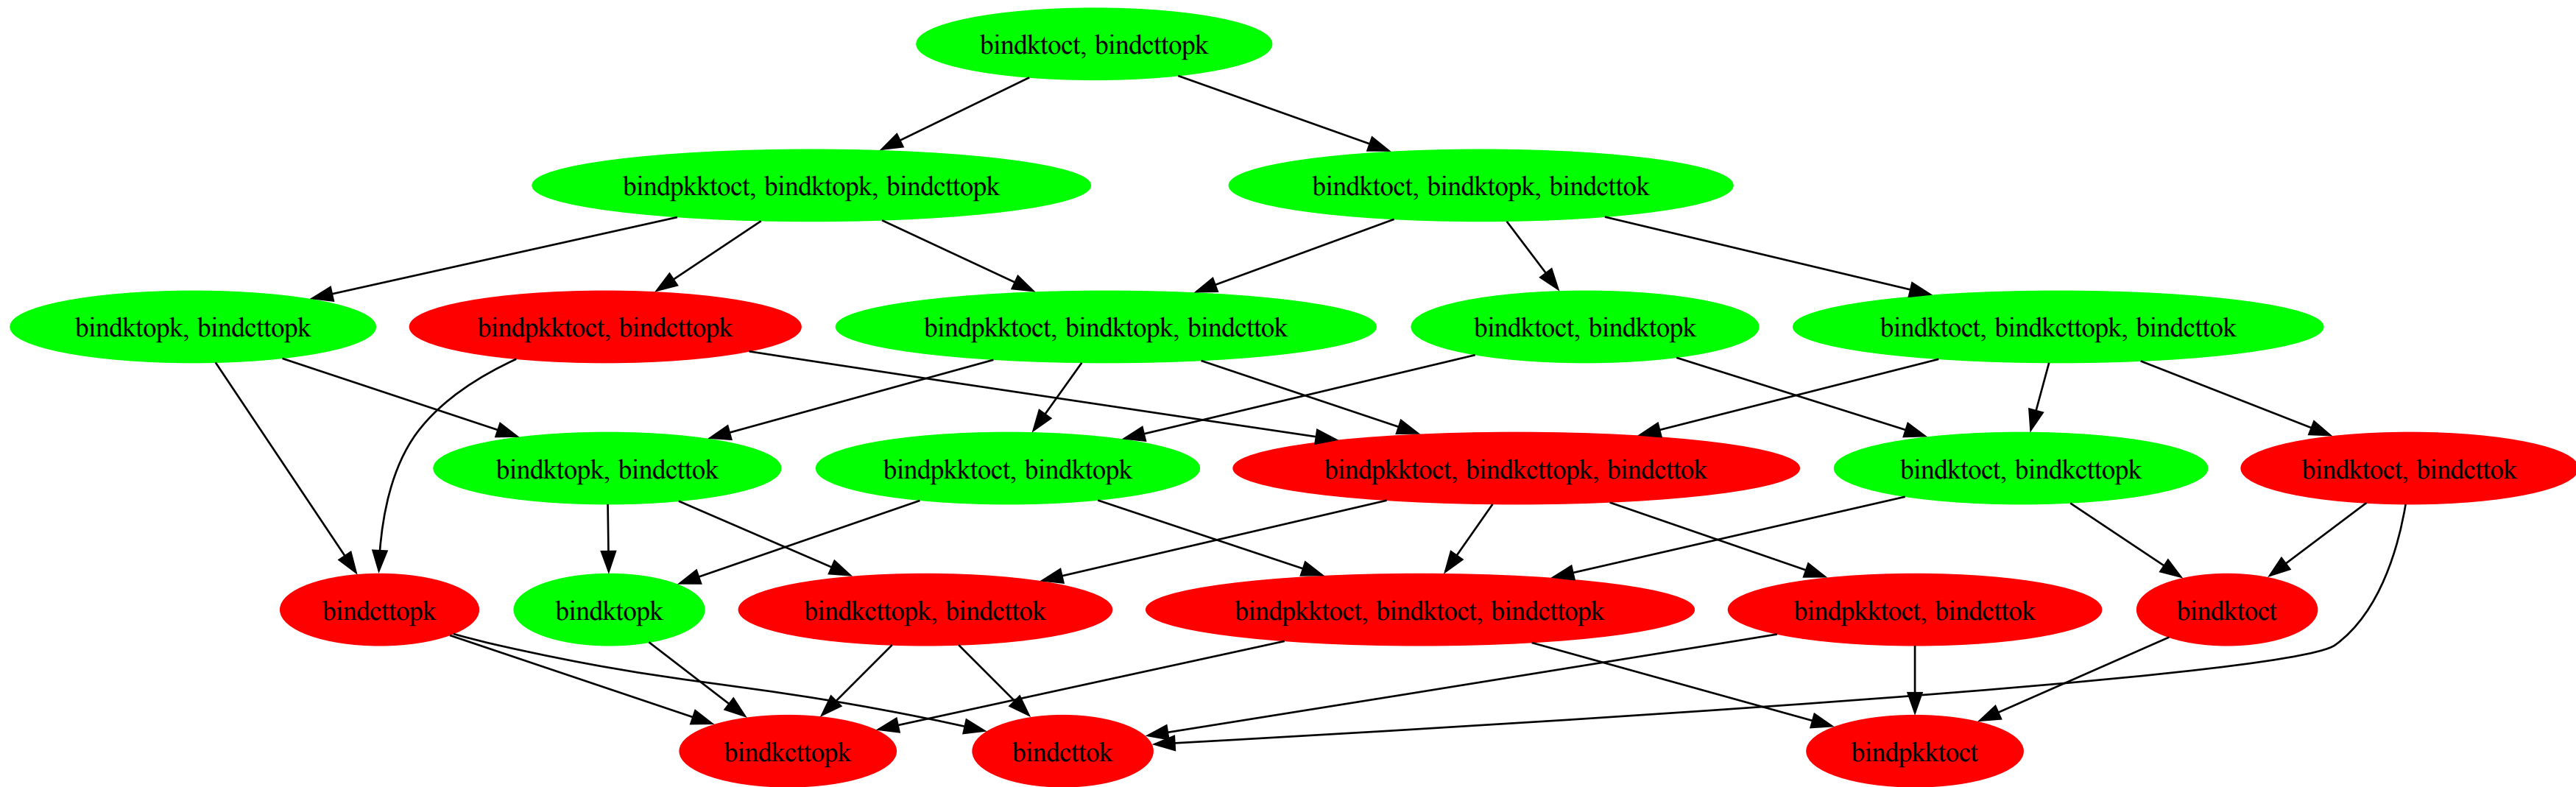 bindktoct, bindcttopk
bindpkktoct, bindktopk, bindcttopk
bindktoct, bindktopk, bindcttok
bindktopk, bindcttopk
bindpkktoct, bindcttopk
bindpkktoct, bindktopk, bindcttok
bindktoct, bindktopk
bindktoct, bindkcttopk, bindcttok
bindktopk, bindcttok
bindpkktoct, bindktopk
bindpkktoct, bindkcttopk, bindcttok
bindktoct, bindkcttopk
bindktoct, bindcttok
bindcttopk
bindktopk
bindkcttopk, bindcttok
bindpkktoct, bindktoct, bindcttopk
bindpkktoct, bindcttok
bindktoct
bindkcttopk
bindcttok
bindpkktoct